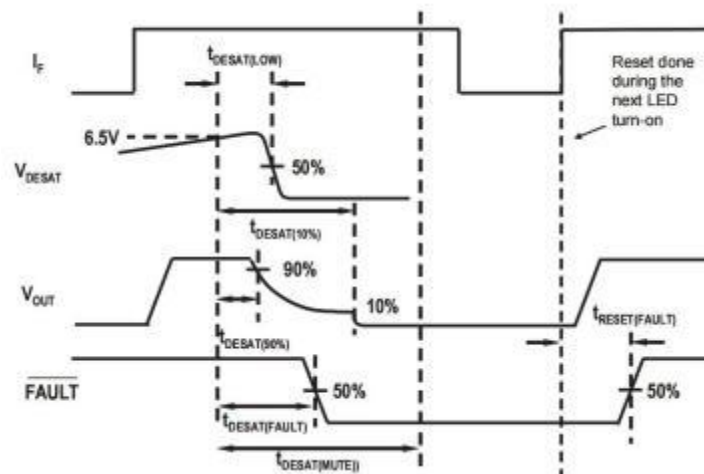 I_F
t_DESAT(LOW)
Reset done
during the
next LED
turn-on
6.5V
V_DESAT
50%
t_DESAT(10%)
90%
V_OUT
10%
t_RESET(FAULT)
t_DESAT(90%)
FAULT
50%
50%
t_DESAT(FAULT)
t_DESAT(MUTE))